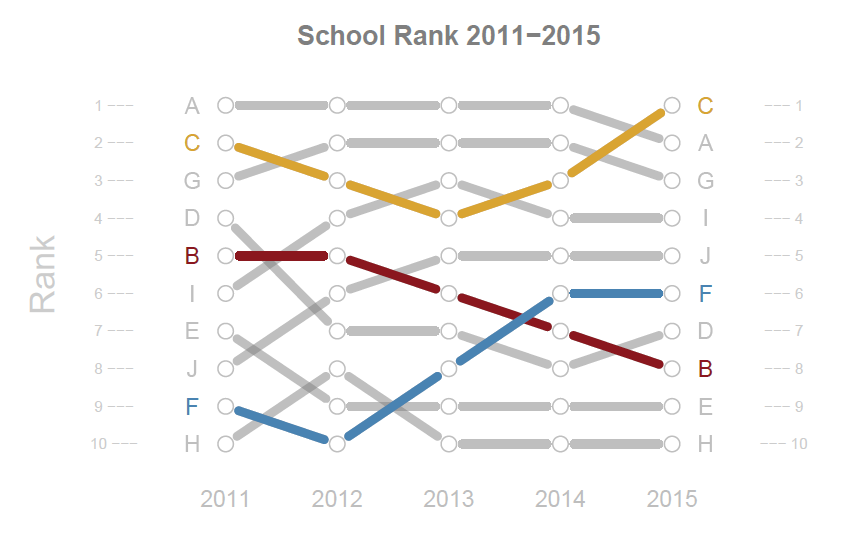 School Rank 2011−2015
1 −−− A C −−− 1
2 −−− C A −−− 2
3 −−− G G −−− 3
4 −−− D I −−− 4
5 −−− B J −−− 5
6 −−− I F −−− 6
7 −−− E D −−− 7
8 −−− J B −−− 8
9 −−− F E −−− 9
10 −−− H H −−− 10
Rank
2011 2012 2013 2014 2015